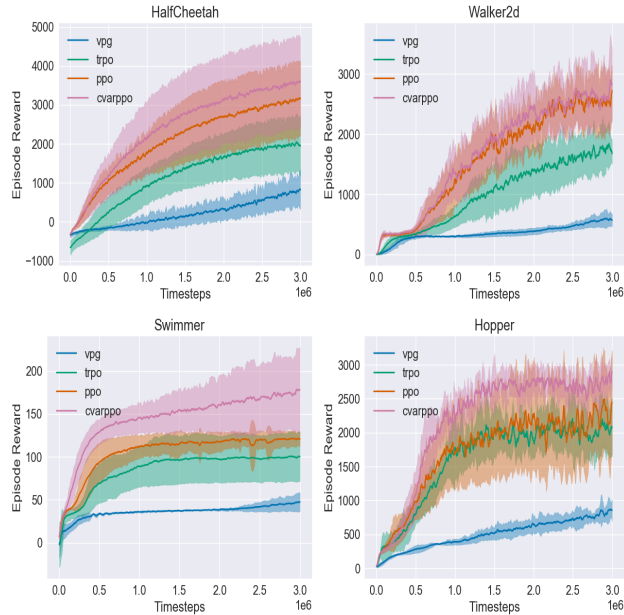 HalfCheetah
Episode Reward
5000
4000
3000
2000
1000
0
−1000
vpg
trpo
ppo
cvarppo
0.0 0.5 1.0 1.5 2.0 2.5 3.0
Timesteps 1e6
Walker2d
Episode Reward
3000
2000
1000
0
vpg
trpo
ppo
cvarppo
0.0 0.5 1.0 1.5 2.0 2.5 3.0
Timesteps 1e6
Swimmer
Episode Reward
200
150
100
50
0
vpg
trpo
ppo
cvarppo
0.0 0.5 1.0 1.5 2.0 2.5 3.0
Timesteps 1e6
Hopper
Episode Reward
3000
2500
2000
1500
1000
500
0
vpg
trpo
ppo
cvarppo
0.0 0.5 1.0 1.5 2.0 2.5 3.0
Timesteps 1e6